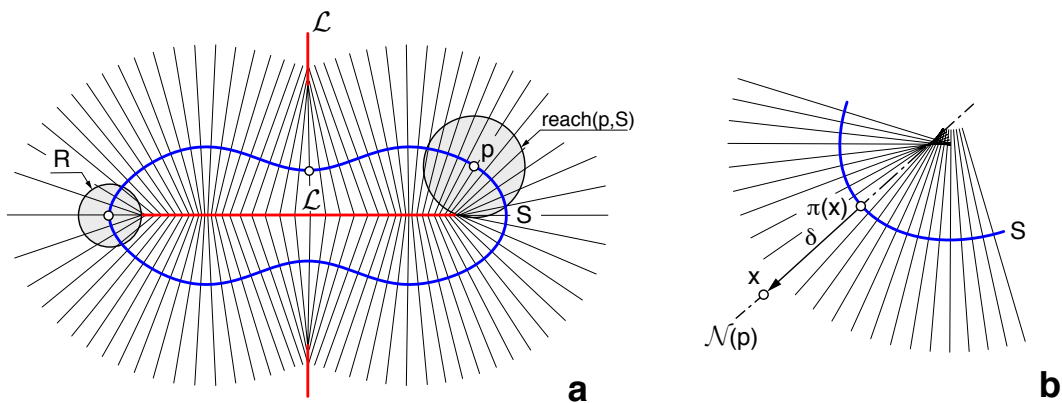 ℒ
reach(p,S)
R
p
ℒ
S
a
π(x)
S
δ
x
𝒩(p)
b